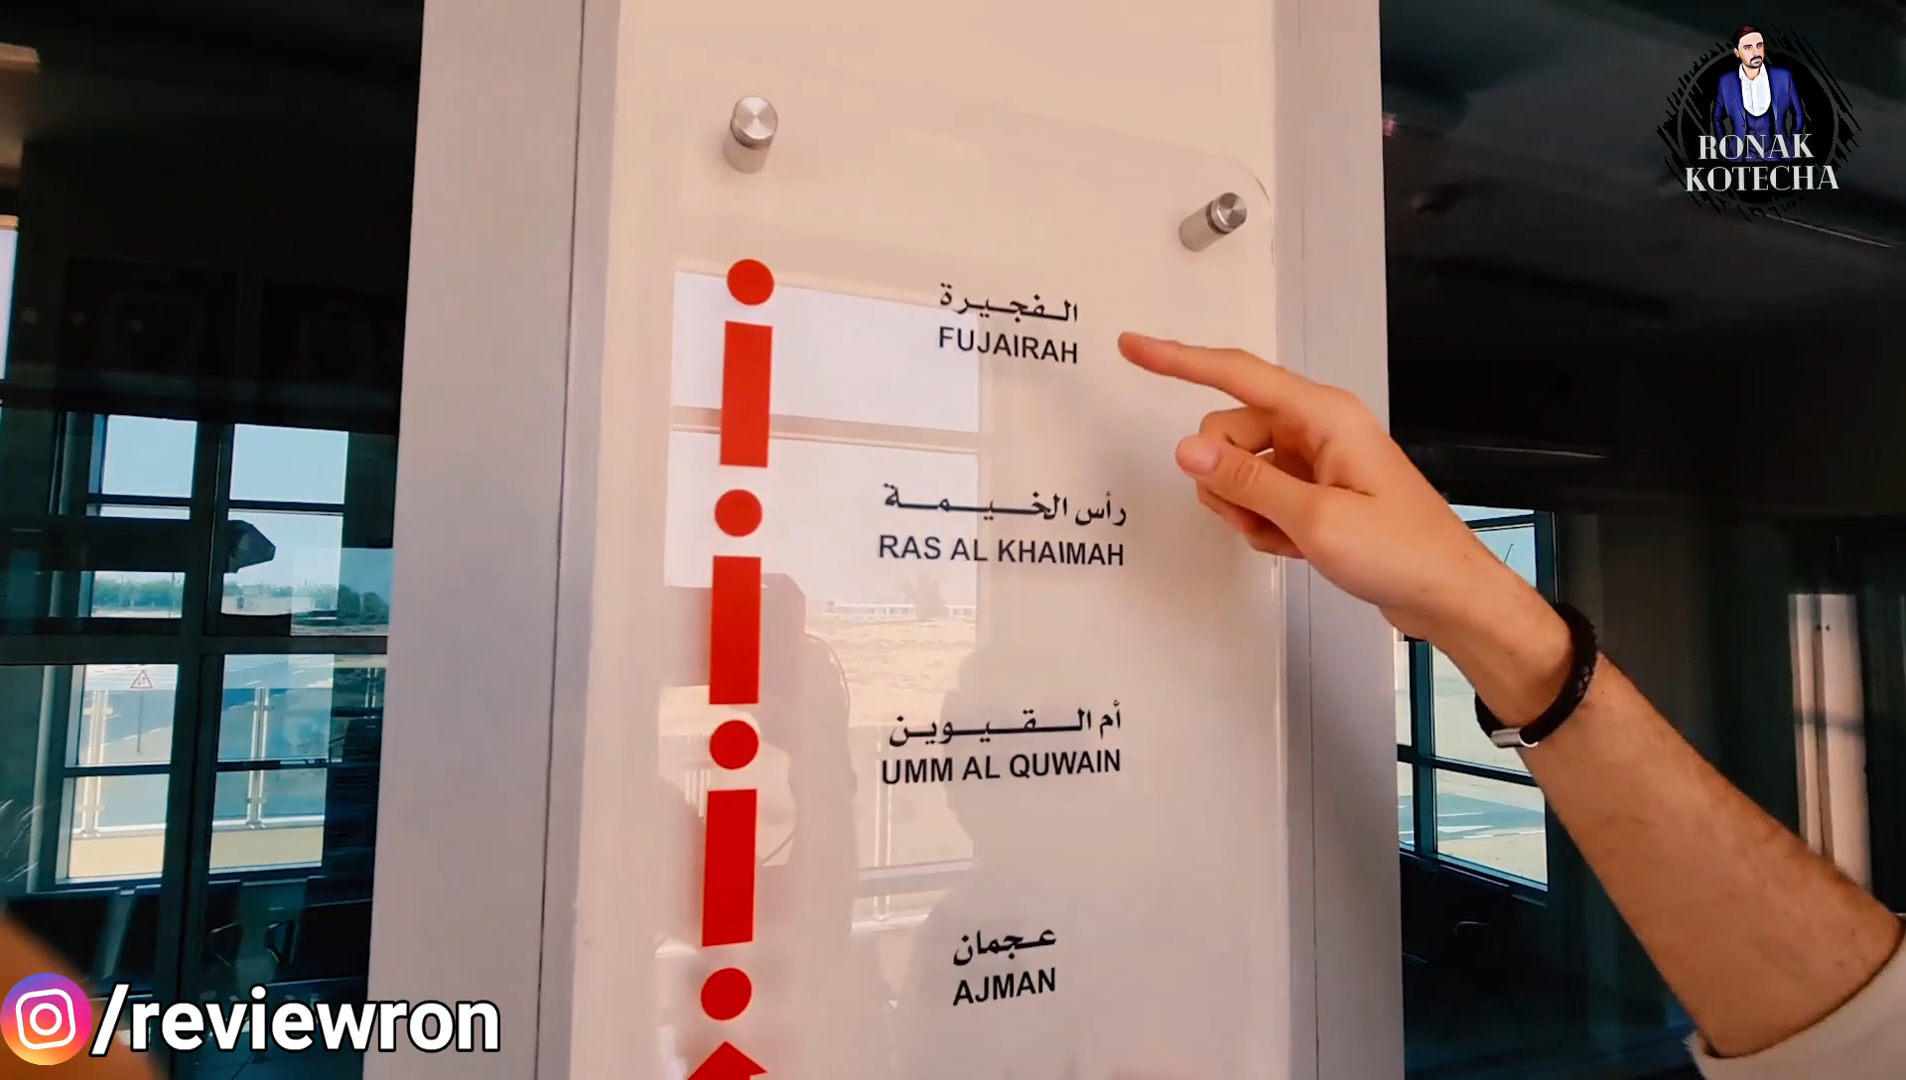 RONAK
KOTECHA
الفجيرة
FUJAIRAH
رأس الخيمة
RAS AL KHAIMAH
أم القيوين
UMM AL QUWAIN
عجمان
AJMAN
/reviewron